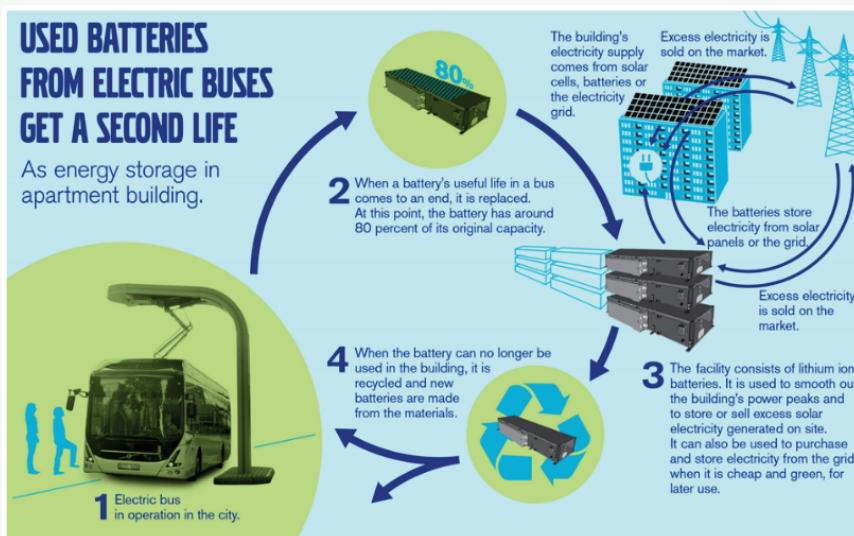 USED BATTERIES
FROM ELECTRIC BUSES
GET A SECOND LIFE
As energy storage in
apartment building.
80%
2 When a battery's useful life in a bus
comes to an end, it is replaced.
At this point, the battery has around
80 percent of its original capacity.
The building's
electricity supply
comes from solar
cells, batteries or
the electricity
grid.
Excess electricity is
sold on the market.
The batteries store
electricity from solar
panels or the grid.
Excess electricity
is sold on the
market.
3 The facility consists of lithium ion
batteries. It is used to smooth ou
the building's power peaks and
to store or sell excess solar
electricity generated on site.
It can also be used to purchase
and store electricity from the grid
when it is cheap and green, for
later use.
4 When the battery can no longer be
used in the building, it is
recycled and new
batteries are made
from the materials.
1 Electric bus
in operation in the city.